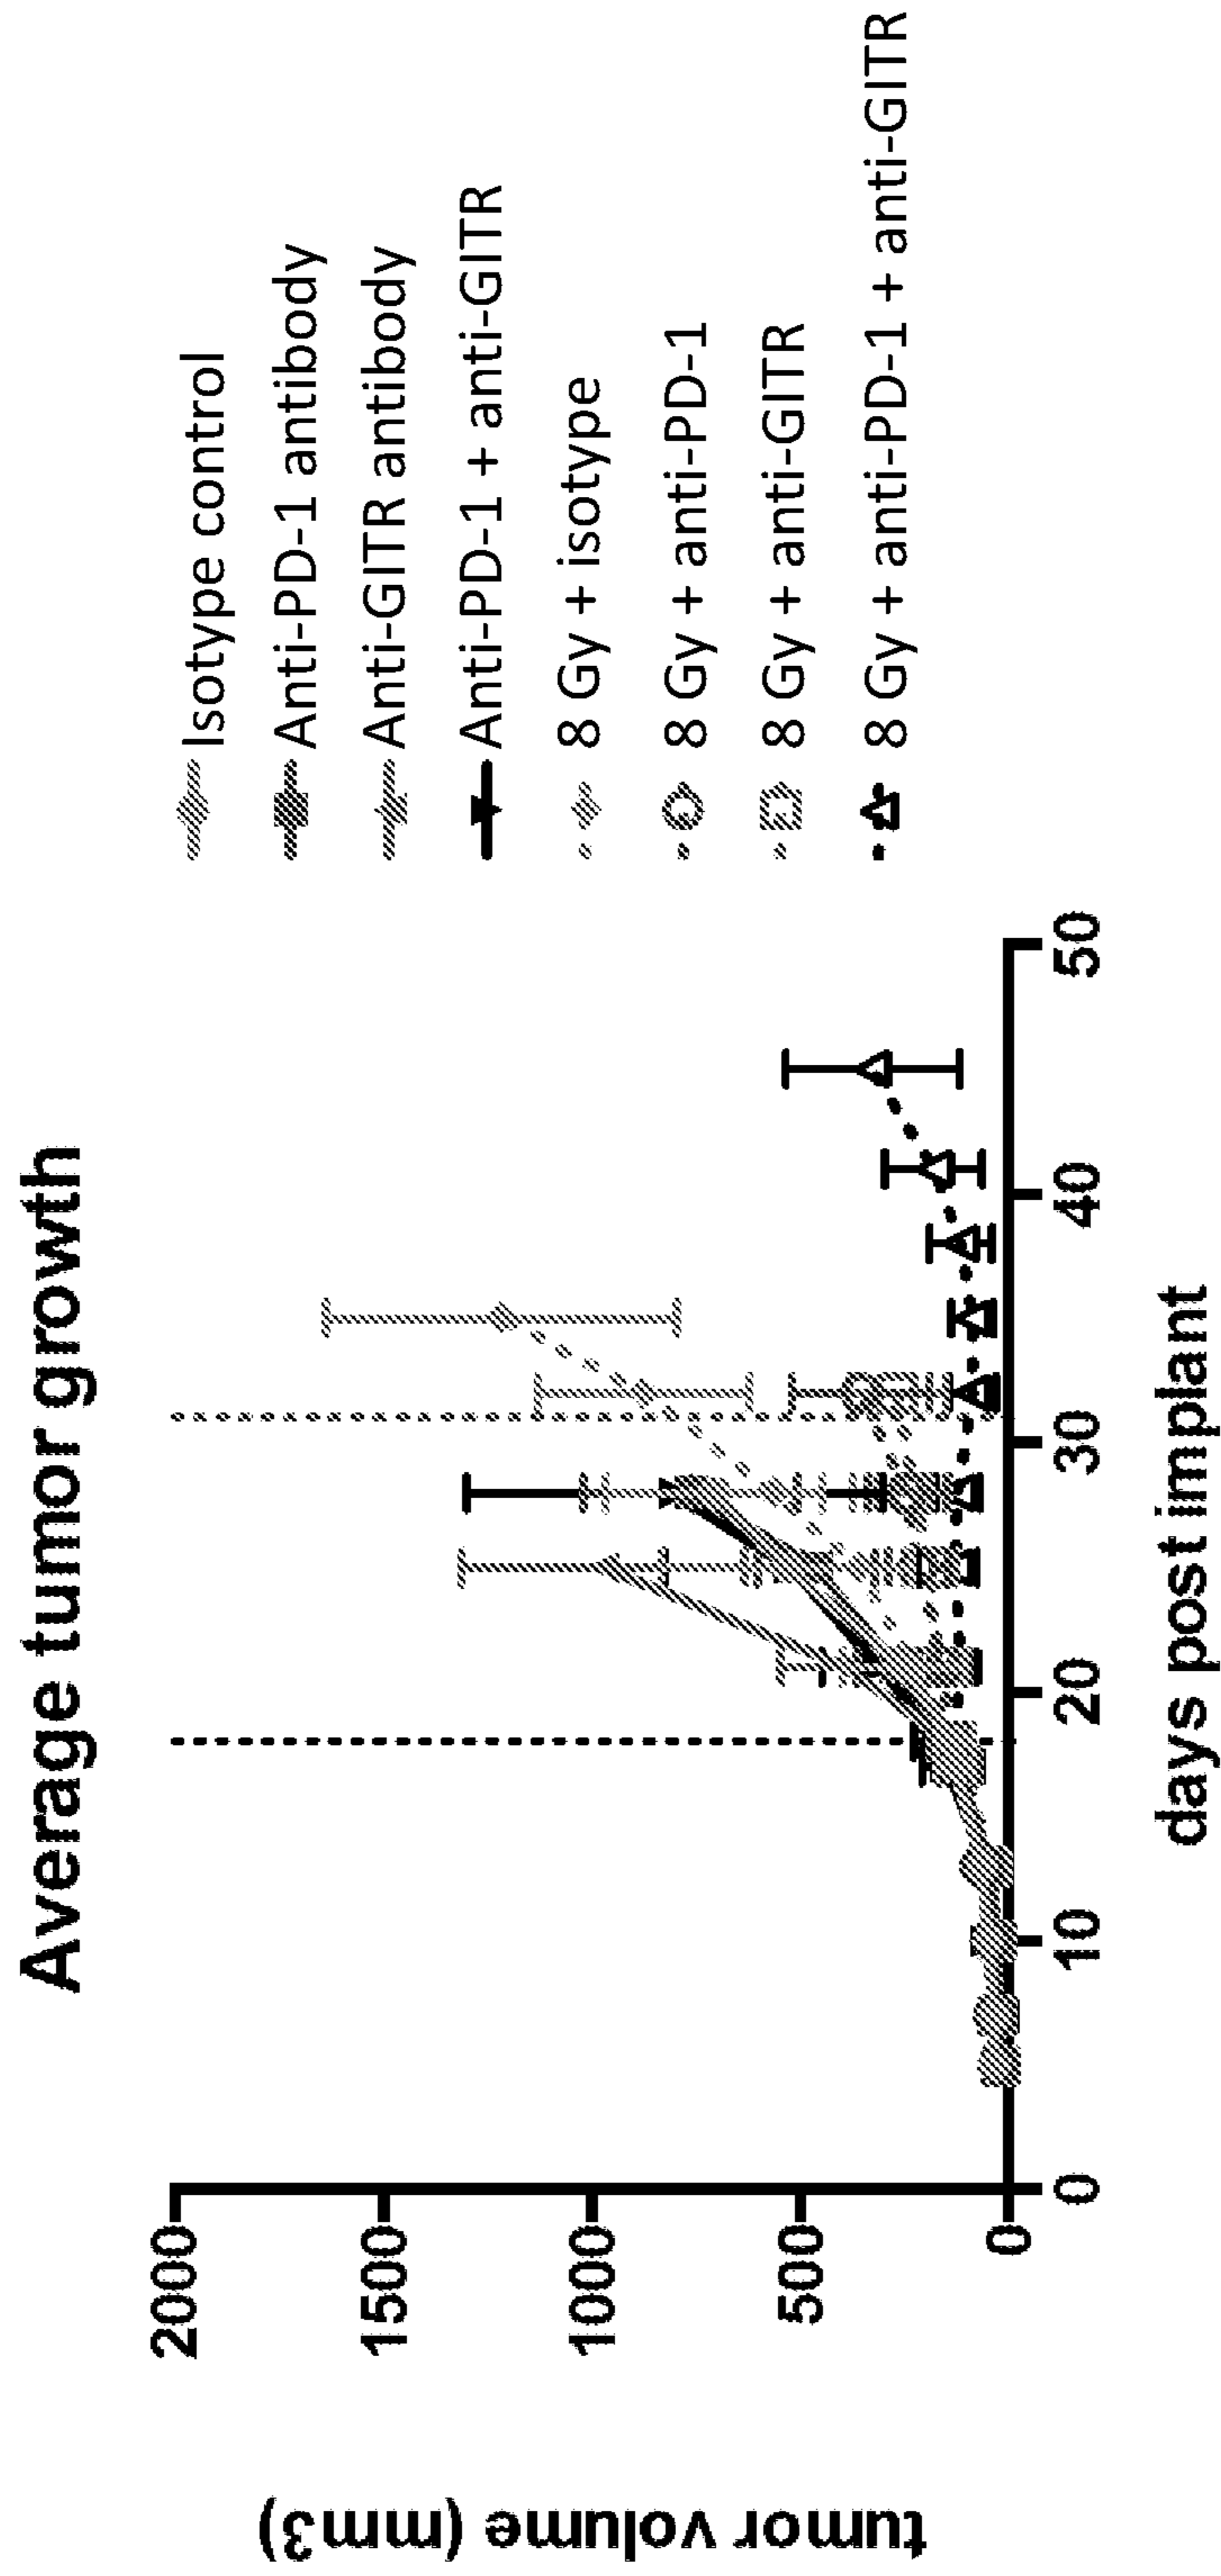 Average tumor growth
tumor volume (mm3)
2000
1500
1000
500
0
0
10
20
30
40
50
days post implant
Isotype control
Anti-PD-1 antibody
Anti-GITR antibody
Anti-PD-1 + anti-GITR
8 Gy + isotype
8 Gy + anti-PD-1
8 Gy + anti-GITR
8 Gy + anti-PD-1 + anti-GITR